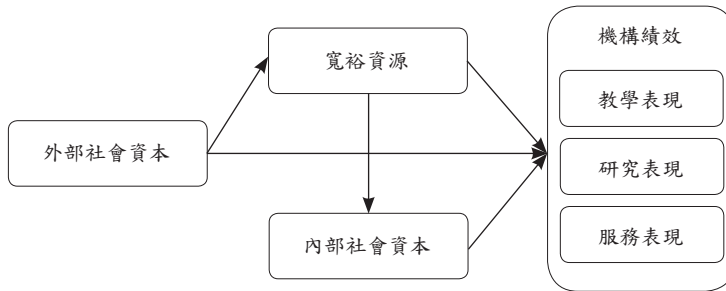 機構績效
寬裕資源
教學表現
外部社會資本
研究表現
內部社會資本
服務表現